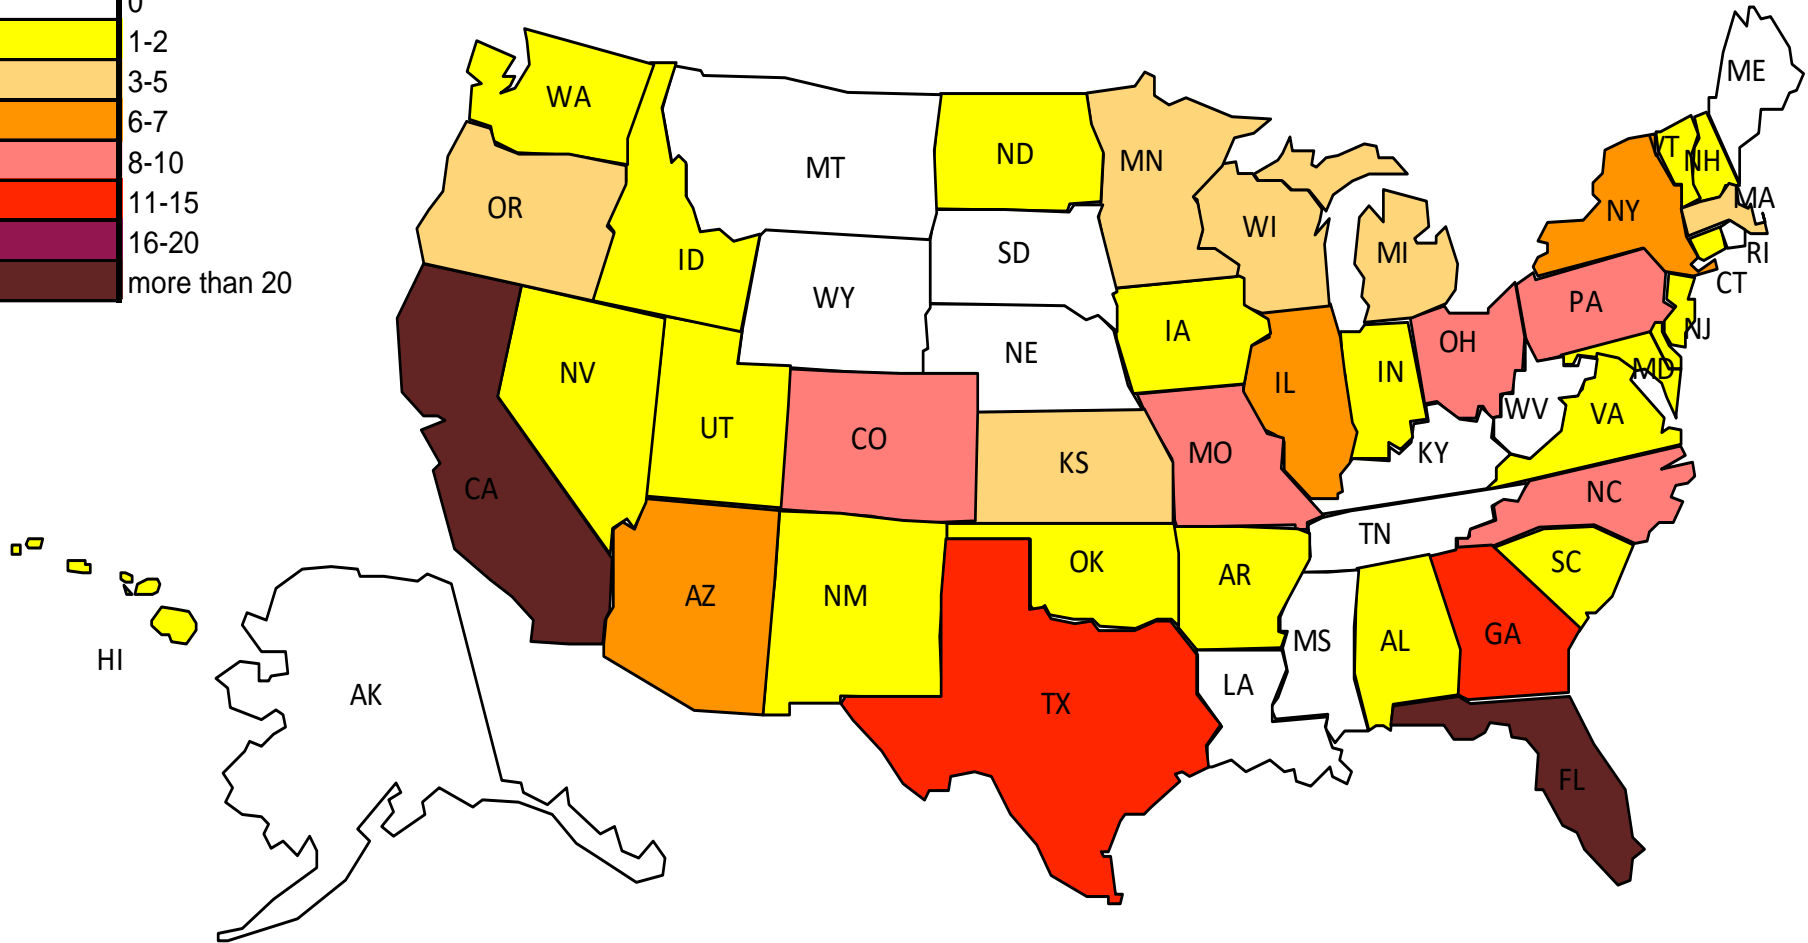 0
1-2
3-5
6-7
8-10
11-15
16-20
more than 20
ME
WA
VT
NH
MT
ND
MN
MA
OR
NY
WI
MI
RI
ID
SD
CT
WY
PA
NJ
IA
OH
NE
MD
NV
IN
IL
WV
VA
UT
CO
KY
KS
MO
CA
NC
TN
OK
SC
AR
AZ
NM
GA
MS
AL
HI
LA
AK
TX
FL